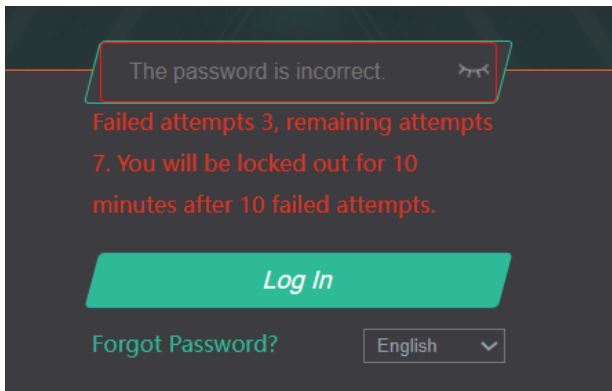 The password is incorrect.
Failed attempts 3, remaining attempts
7. You will be locked out for 10
minutes after 10 failed attempts.
Log In
Forgot Password?
English